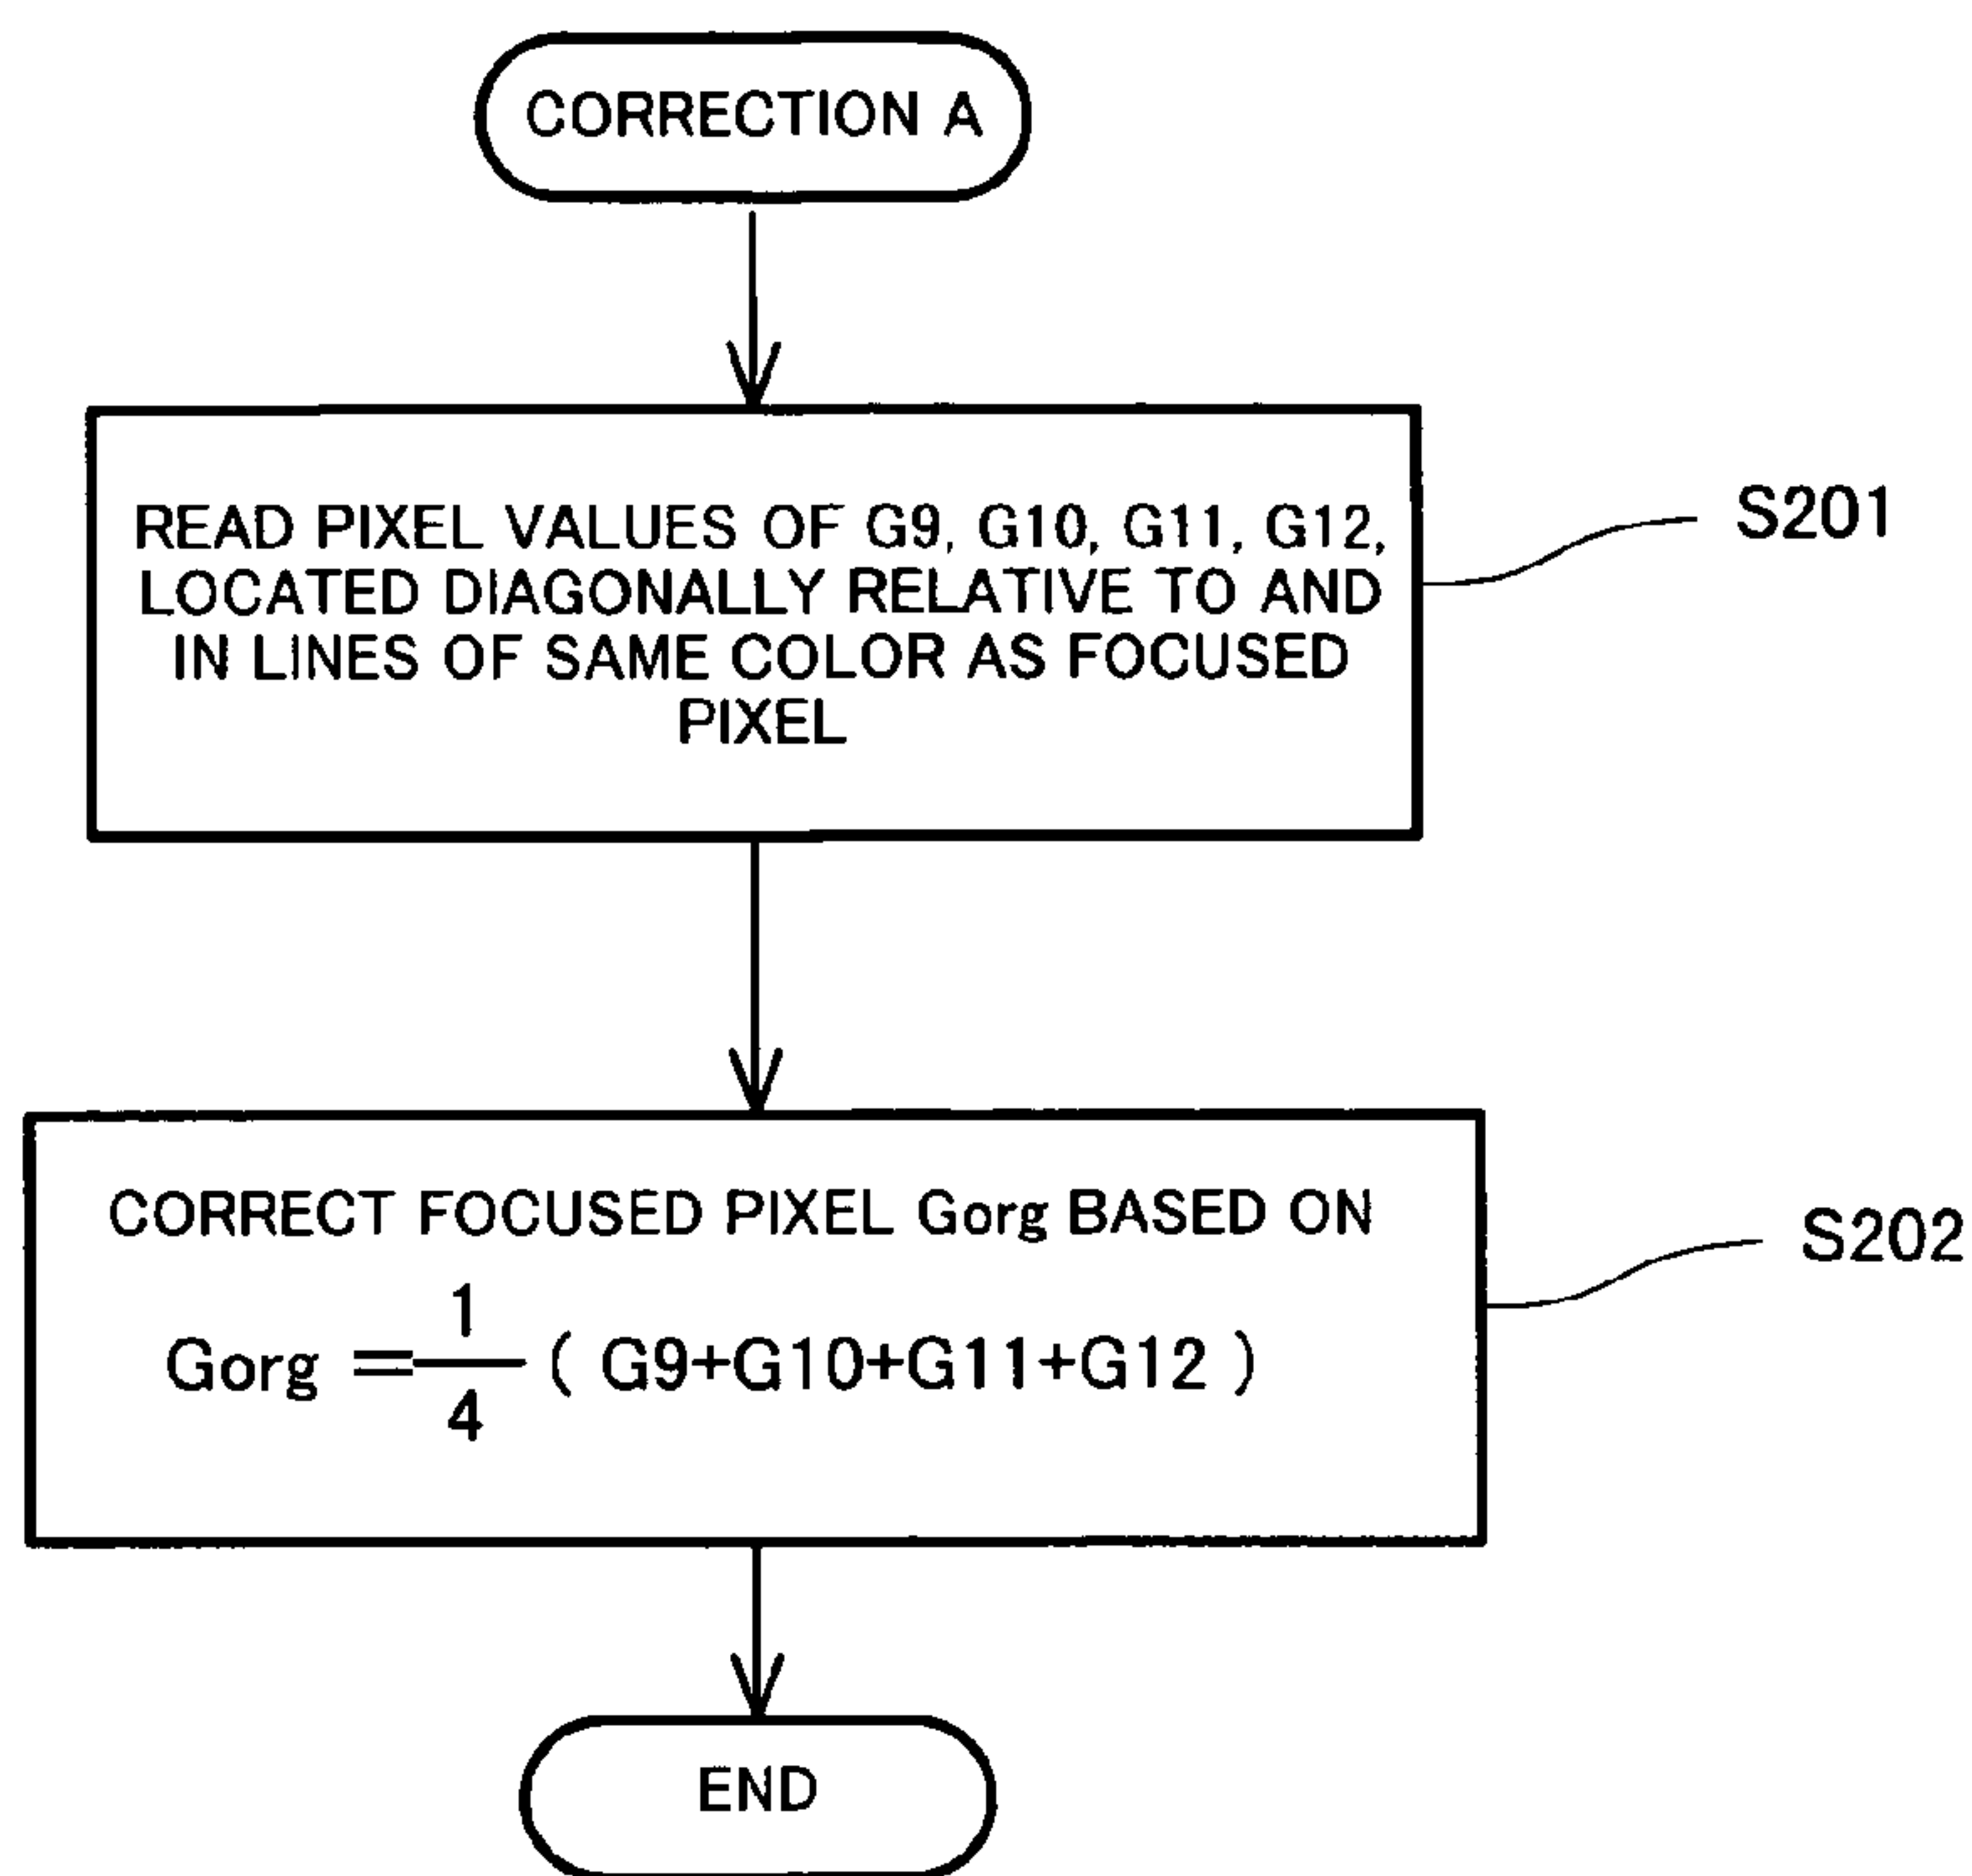 CORRECTION A
READ PIXEL VALUES OF G9, G10, G11, G12,
LOCATED DIAGONALLY RELATIVE TO AND
IN LINES OF SAME COLOR AS FOCUSED
PIXEL
S201
CORRECT FOCUSED PIXEL Gorg BASED ON
Gorg = 1/4 ( G9+G10+G11+G12 )
S202
END